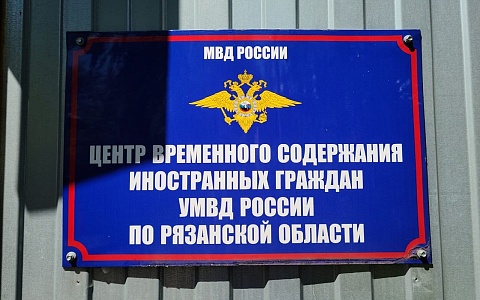 МВД РОССИИ
ЦЕНТР ВРЕМЕННОГО СОДЕРЖАНИЯ
ИНОСТРАННЫХ ГРАЖДАН
УМВД РОССИИ
ПО РЯЗАНСКОЙ ОБЛАСТИ